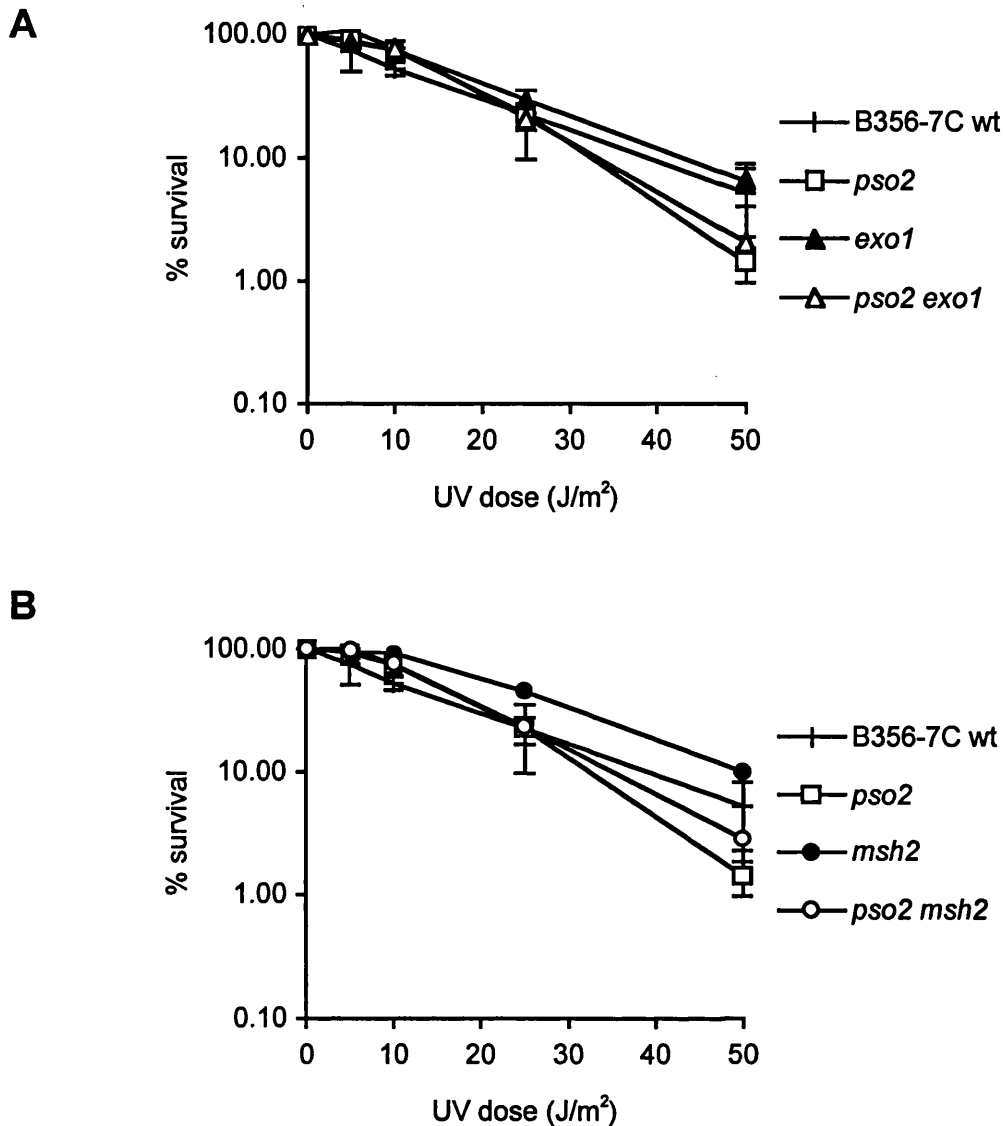 A
100.00
10.00
1.00
0.10
% survival
0 10 20 30 40 50
UV dose (J/m²)
B356-7C wt
pso2
exo1
pso2 exo1
B
100.00
10.00
1.00
0.10
% survival
0 10 20 30 40 50
UV dose (J/m²)
B356-7C wt
pso2
msh2
pso2 msh2